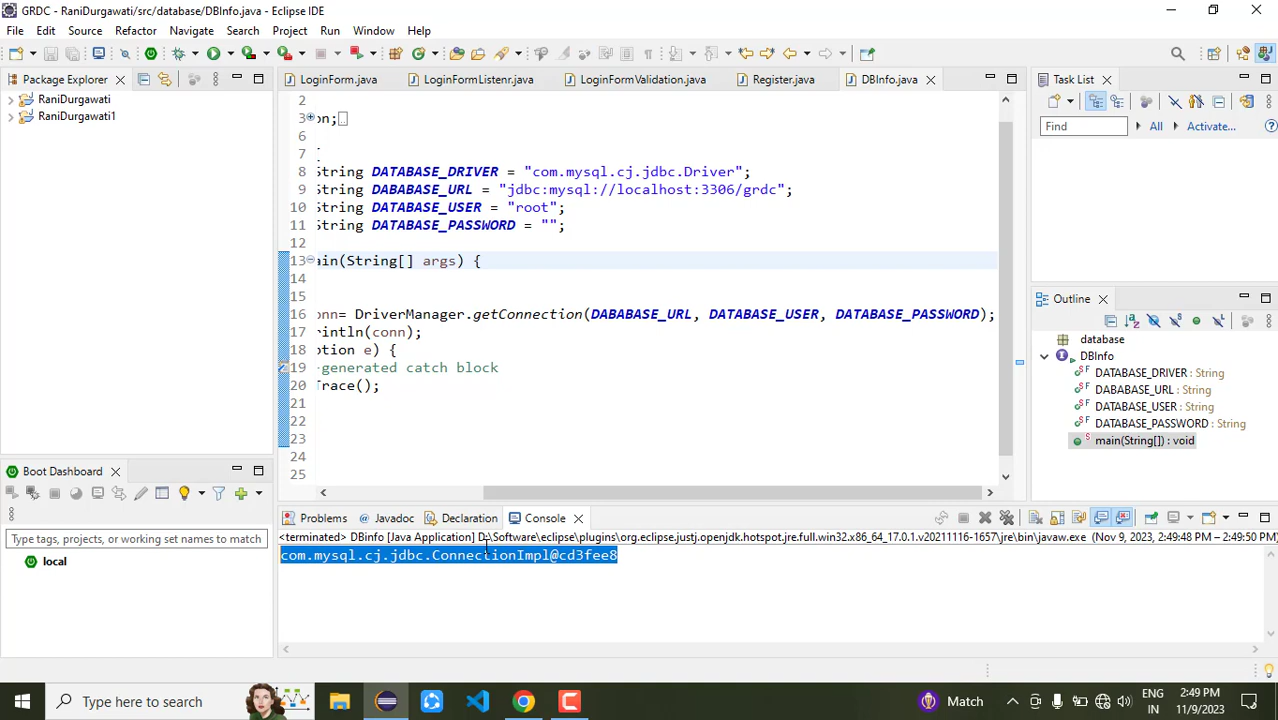 GRDC - RaniDurgawati/src/database/DBInfo.java - Eclipse IDE
File Edit Source Refactor Navigate Search Project Run Window Help
Package Explorer
RaniDurgawati
RaniDurgawati1
LoginForm.java LoginFormListenr.java LoginFormValidation.java Register.java DBInfo.java
2
3 on;
6
7
8 String DATABASE_DRIVER = "com.mysql.cj.jdbc.Driver";
9 String DABABASE_URL = "jdbc:mysql://localhost:3306/grdc";
10 String DATABASE_USER = "root";
11 String DATABASE_PASSWORD = "";
12
13 ain(String[] args) {
14
15
16 onn= DriverManager.getConnection(DABABASE_URL, DATABASE_USER, DATABASE_PASSWORD);
17 rintln(conn);
18 ption e) {
19 -generated catch block
20 Trace();
21
22
23
24
25
Task List
Find All Activate...
Outline
database
DBInfo
DATABASE_DRIVER : String
DABABASE_URL : String
DATABASE_USER : String
DATABASE_PASSWORD : String
main(String[]) : void
Boot Dashboard
Type tags, projects, or working set names to match
local
Problems Javadoc Declaration Console
<terminated> DBinfo [Java Application] D:\Software\eclipse\plugins\org.eclipse.justj.openjdk.hotspot.jre.full.win32.x86_64_17.0.1.v20211116-1657\jre\bin\javaw.exe (Nov 9, 2023, 2:49:48 PM – 2:49:50 PM)
com.mysql.cj.jdbc.ConnectionImpl@cd3fee8
Type here to search
Match
ENG
IN
2:49 PM
11/9/2023